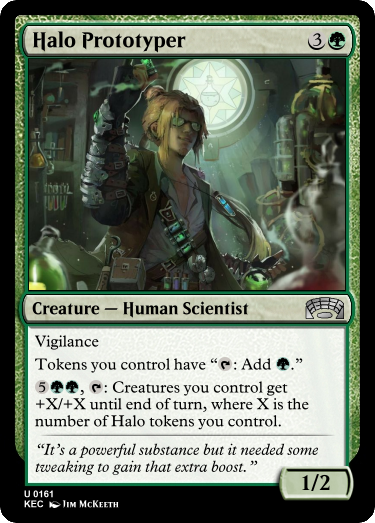 Halo Prototyper 3
Creature — Human Scientist
Vigilance
Tokens you control have “: Add .”
5, : Creatures you control get
+X/+X until end of turn, where X is the
number of Halo tokens you control.
“It's a powerful substance but it needed some
tweaking to gain that extra boost.”
1/2
U 0161
KEC Jim McKeeth